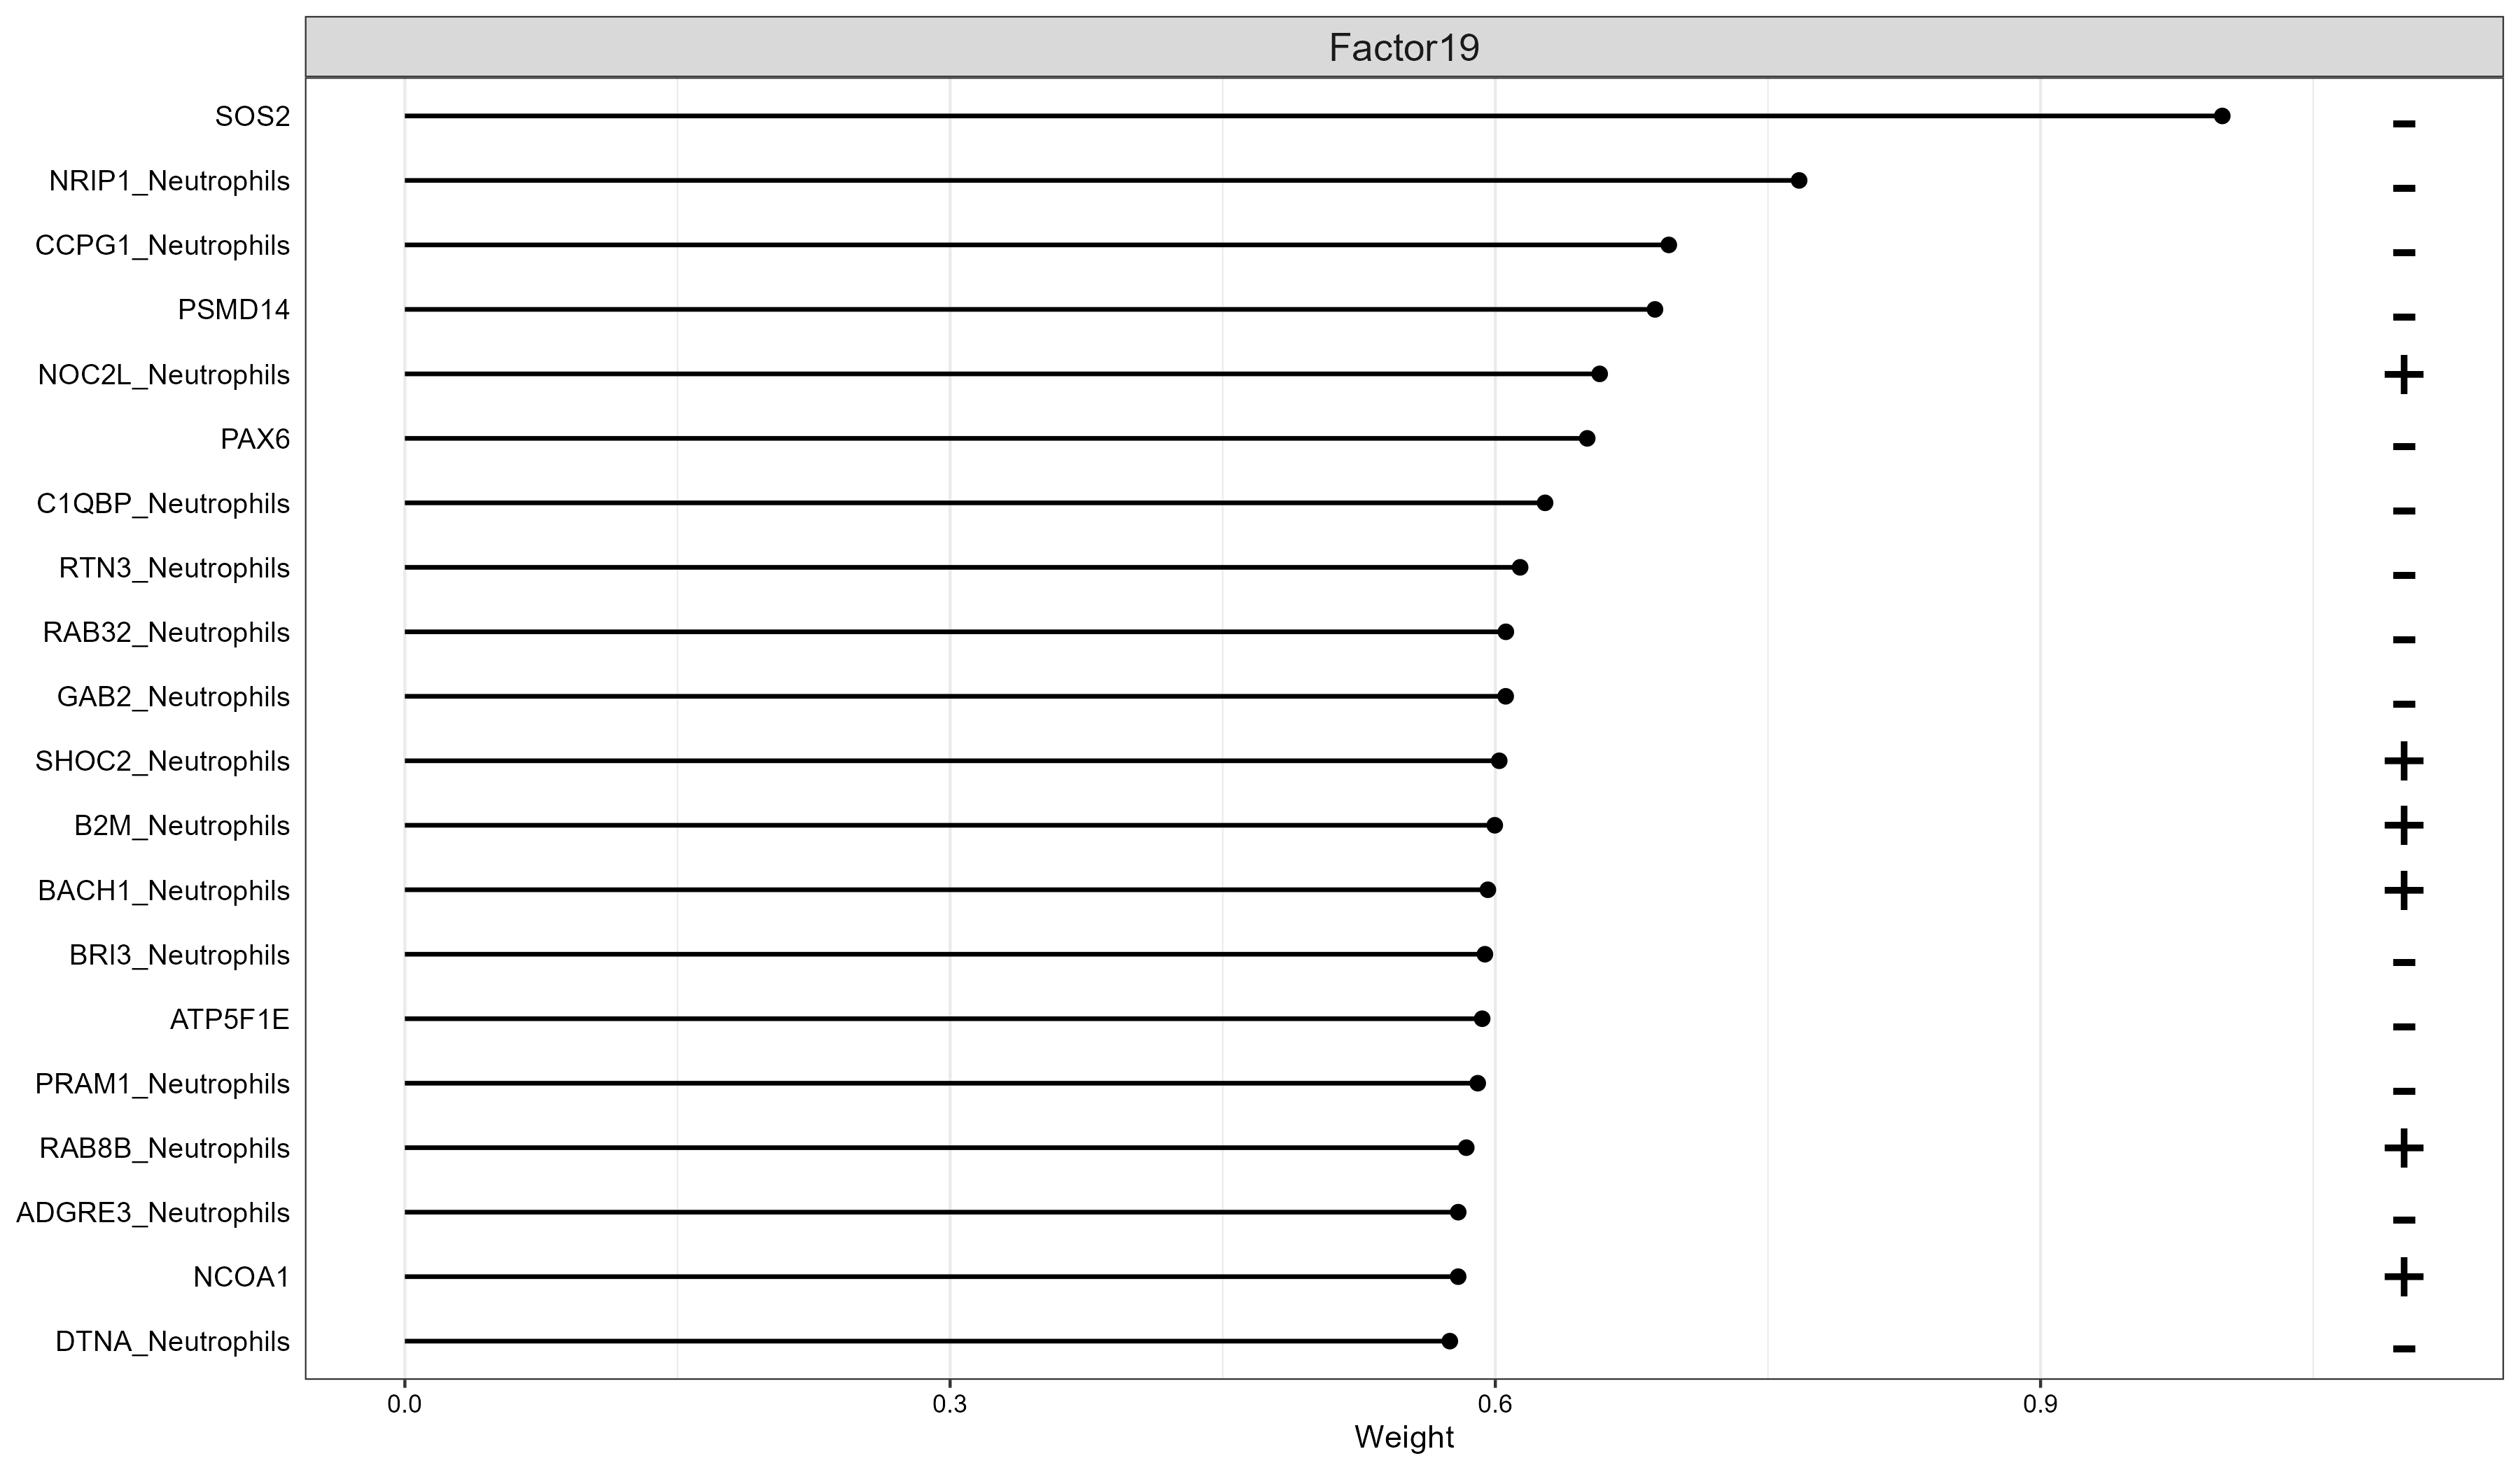 Factor19
SOS2 -
NRIP1_Neutrophils -
CCPG1_Neutrophils -
PSMD14 -
NOC2L_Neutrophils +
PAX6 -
C1QBP_Neutrophils -
RTN3_Neutrophils -
RAB32_Neutrophils -
GAB2_Neutrophils -
SHOC2_Neutrophils +
B2M_Neutrophils +
BACH1_Neutrophils +
BRI3_Neutrophils -
ATP5F1E -
PRAM1_Neutrophils -
RAB8B_Neutrophils +
ADGRE3_Neutrophils -
NCOA1 +
DTNA_Neutrophils -
0.0 0.3 0.6 0.9
Weight